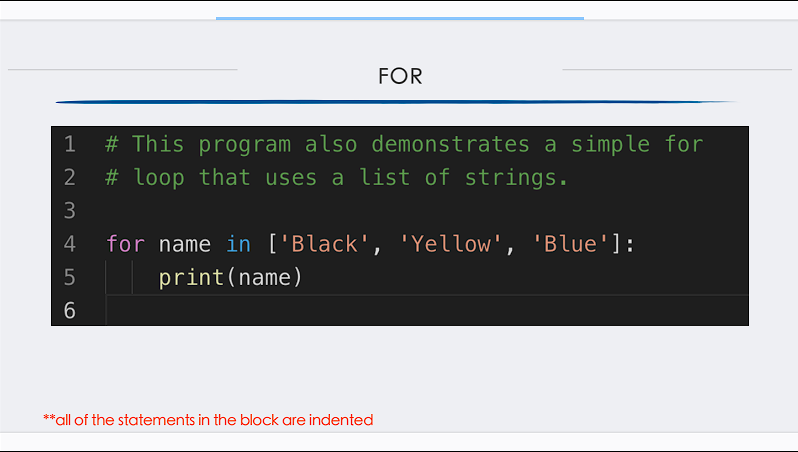 FOR
1 # This program also demonstrates a simple for
2 # loop that uses a list of strings.
3
4 for name in ['Black', 'Yellow', 'Blue']:
5     print(name)
6
**all of the statements in the block are indented